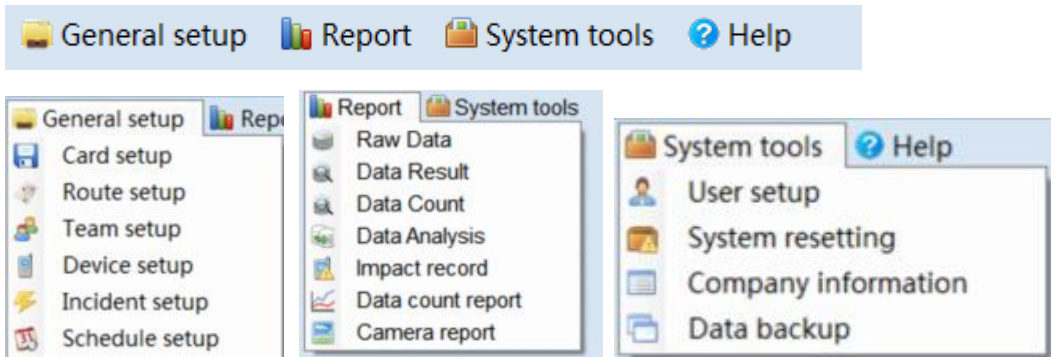 General setup Report System tools Help
General setup
Card setup
Route setup
Team setup
Device setup
Incident setup
Schedule setup
Report System tools
Raw Data
Data Result
Data Count
Data Analysis
Impact record
Data count report
Camera report
System tools Help
User setup
System resetting
Company information
Data backup